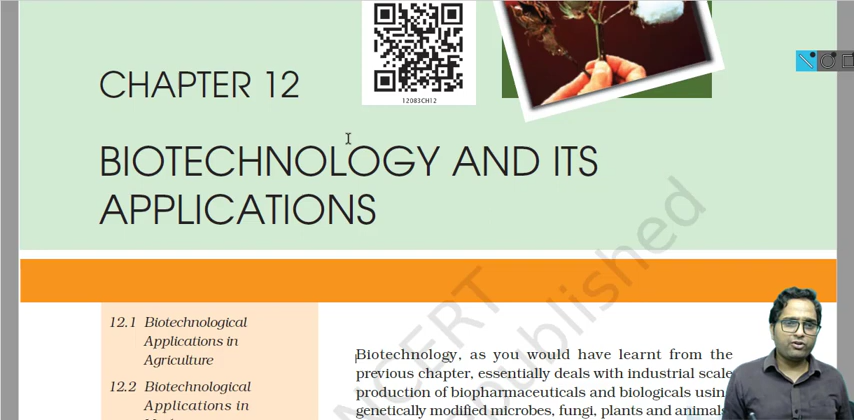 12083CH12
CHAPTER 12
BIOTECHNOLOGY AND ITS
APPLICATIONS
12.1 Biotechnological
Applications in
Agriculture
12.2 Biotechnological
Applications in
Biotechnology, as you would have learnt from the
previous chapter, essentially deals with industrial scale
production of biopharmaceuticals and biologicals using
genetically modified microbes, fungi, plants and animals
NCERT
published